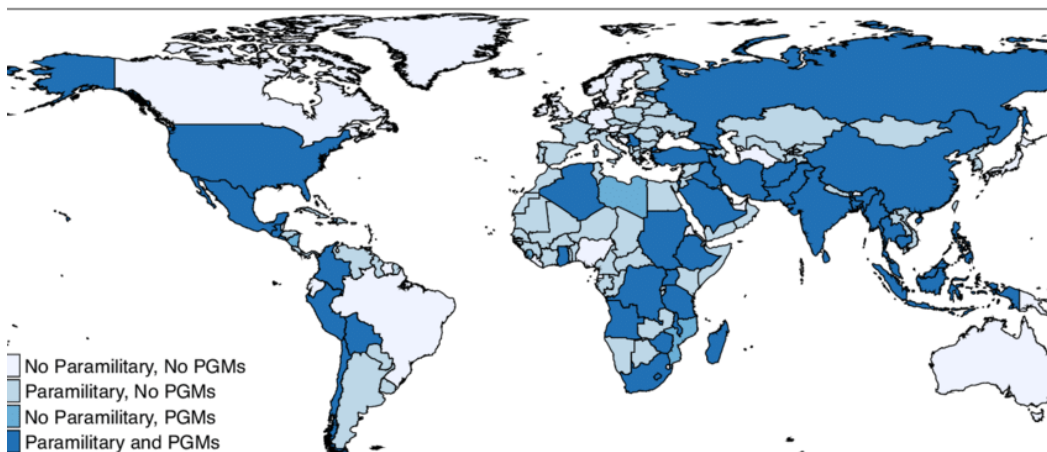 No Paramilitary, No PGMs
Paramilitary, No PGMs
No Paramilitary, PGMs
Paramilitary and PGMs